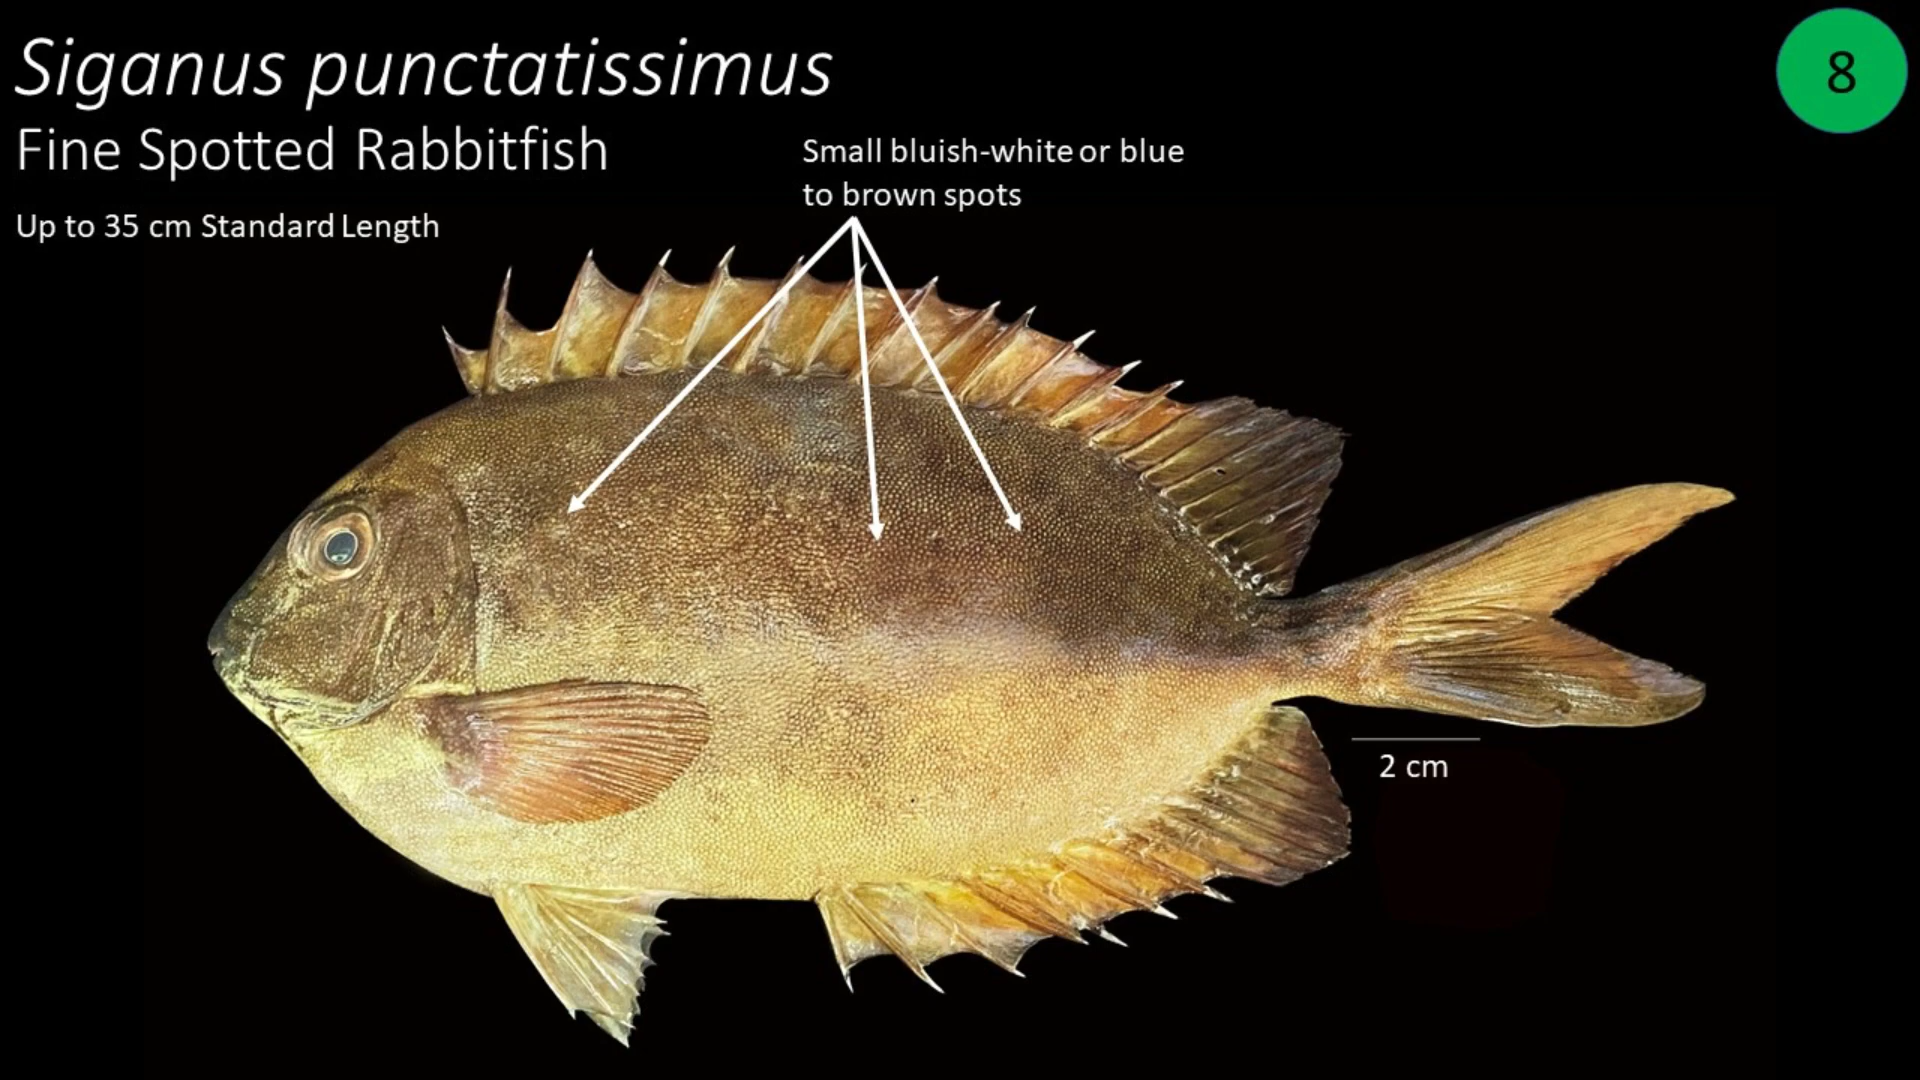 Siganus punctatissimus
8
Fine Spotted Rabbitfish
Small bluish-white or blue
to brown spots
Up to 35 cm Standard Length
2 cm